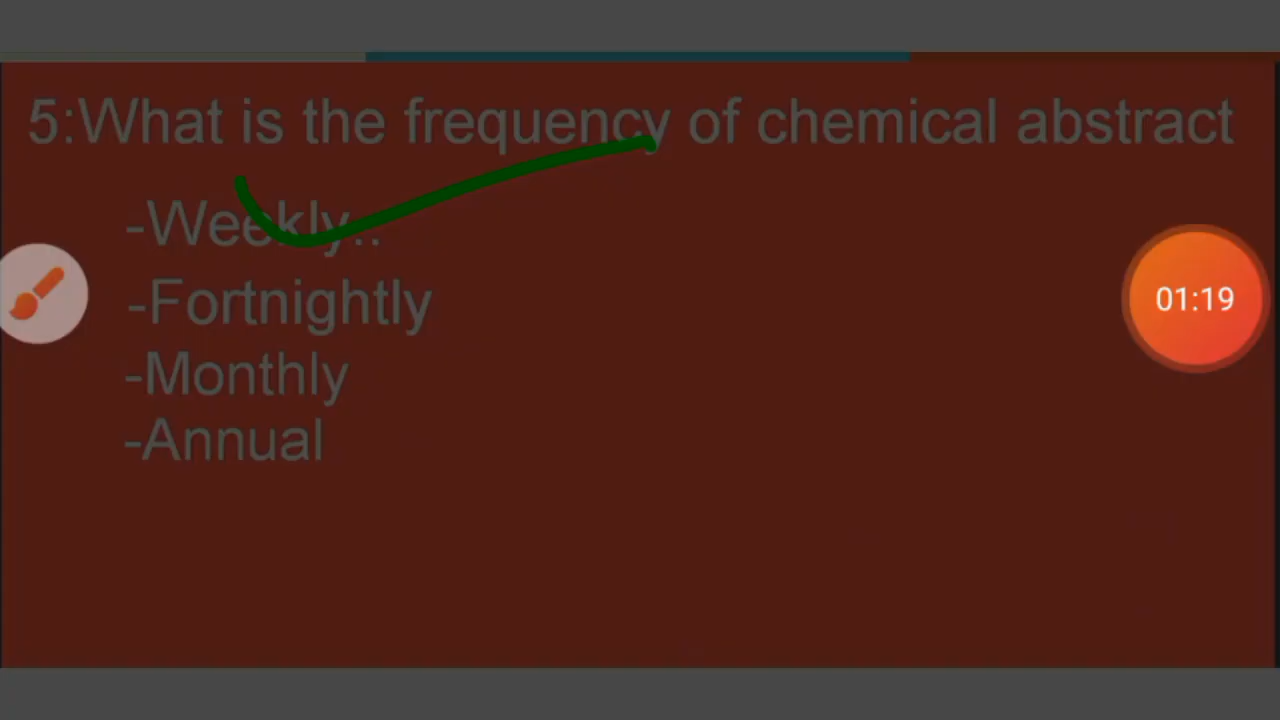 5:What is the frequency of chemical abstract
-Weekly..
-Fortnightly
-Monthly
-Annual
01:19